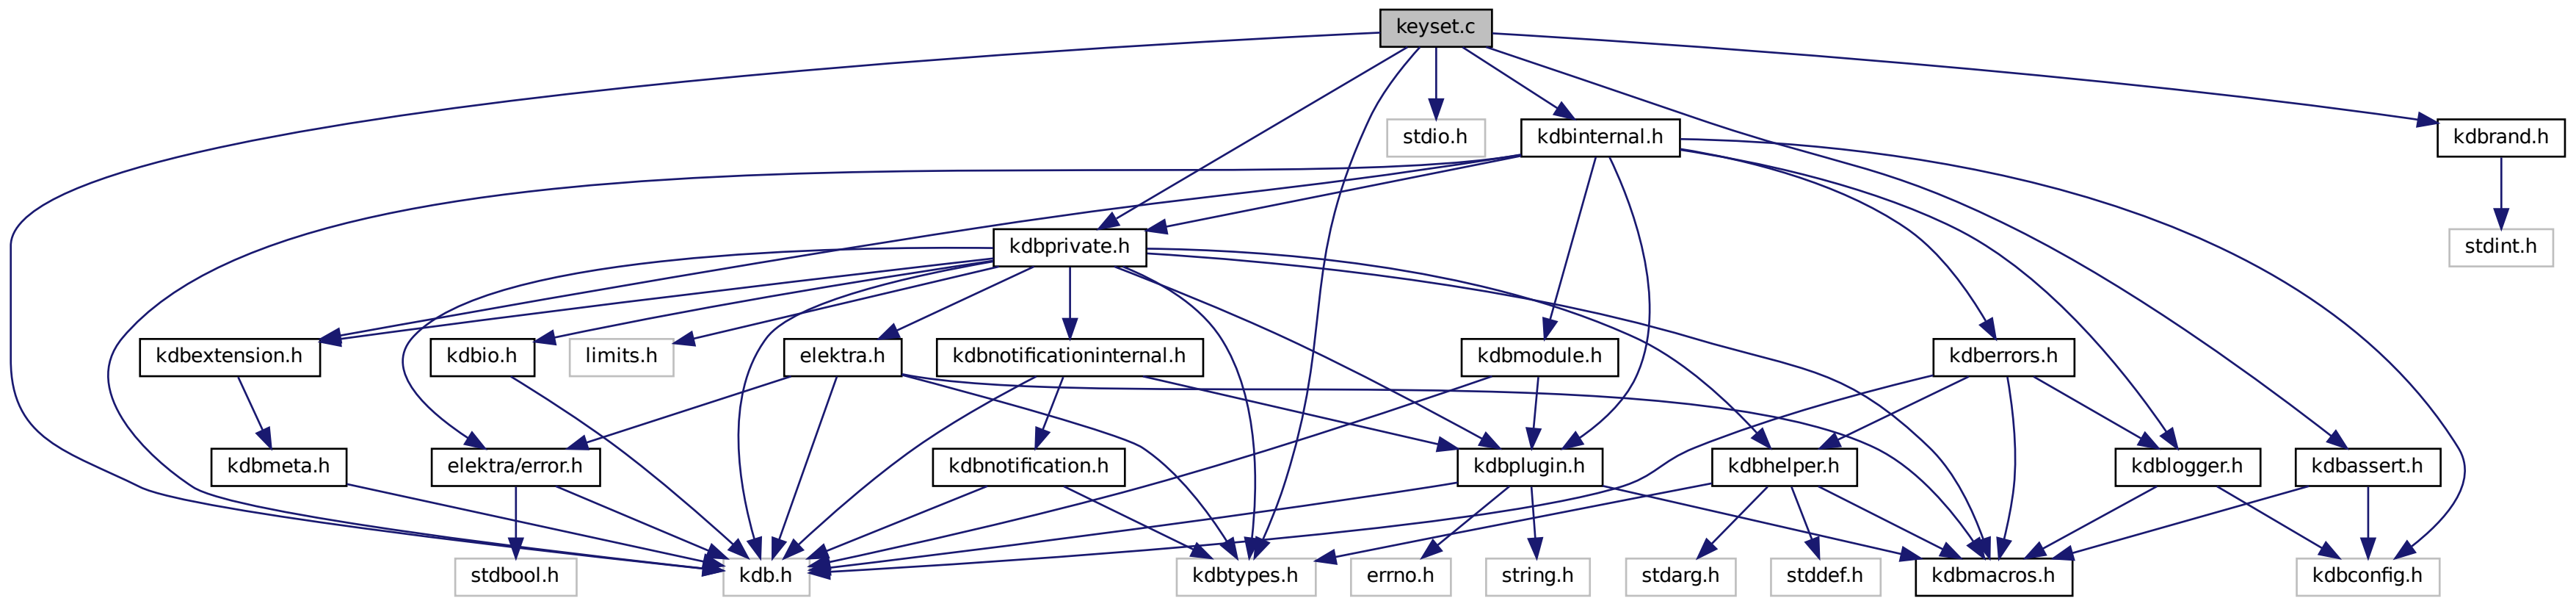 keyset.c
stdio.h
kdbinternal.h
kdbrand.h
kdbprivate.h
stdint.h
kdbextension.h
kdbio.h
limits.h
elektra.h
kdbnotificationinternal.h
kdbmodule.h
kdberrors.h
kdbmeta.h
elektra/error.h
kdbnotification.h
kdbplugin.h
kdbhelper.h
kdblogger.h
kdbassert.h
stdbool.h
kdb.h
kdbtypes.h
errno.h
string.h
stdarg.h
stddef.h
kdbmacros.h
kdbconfig.h